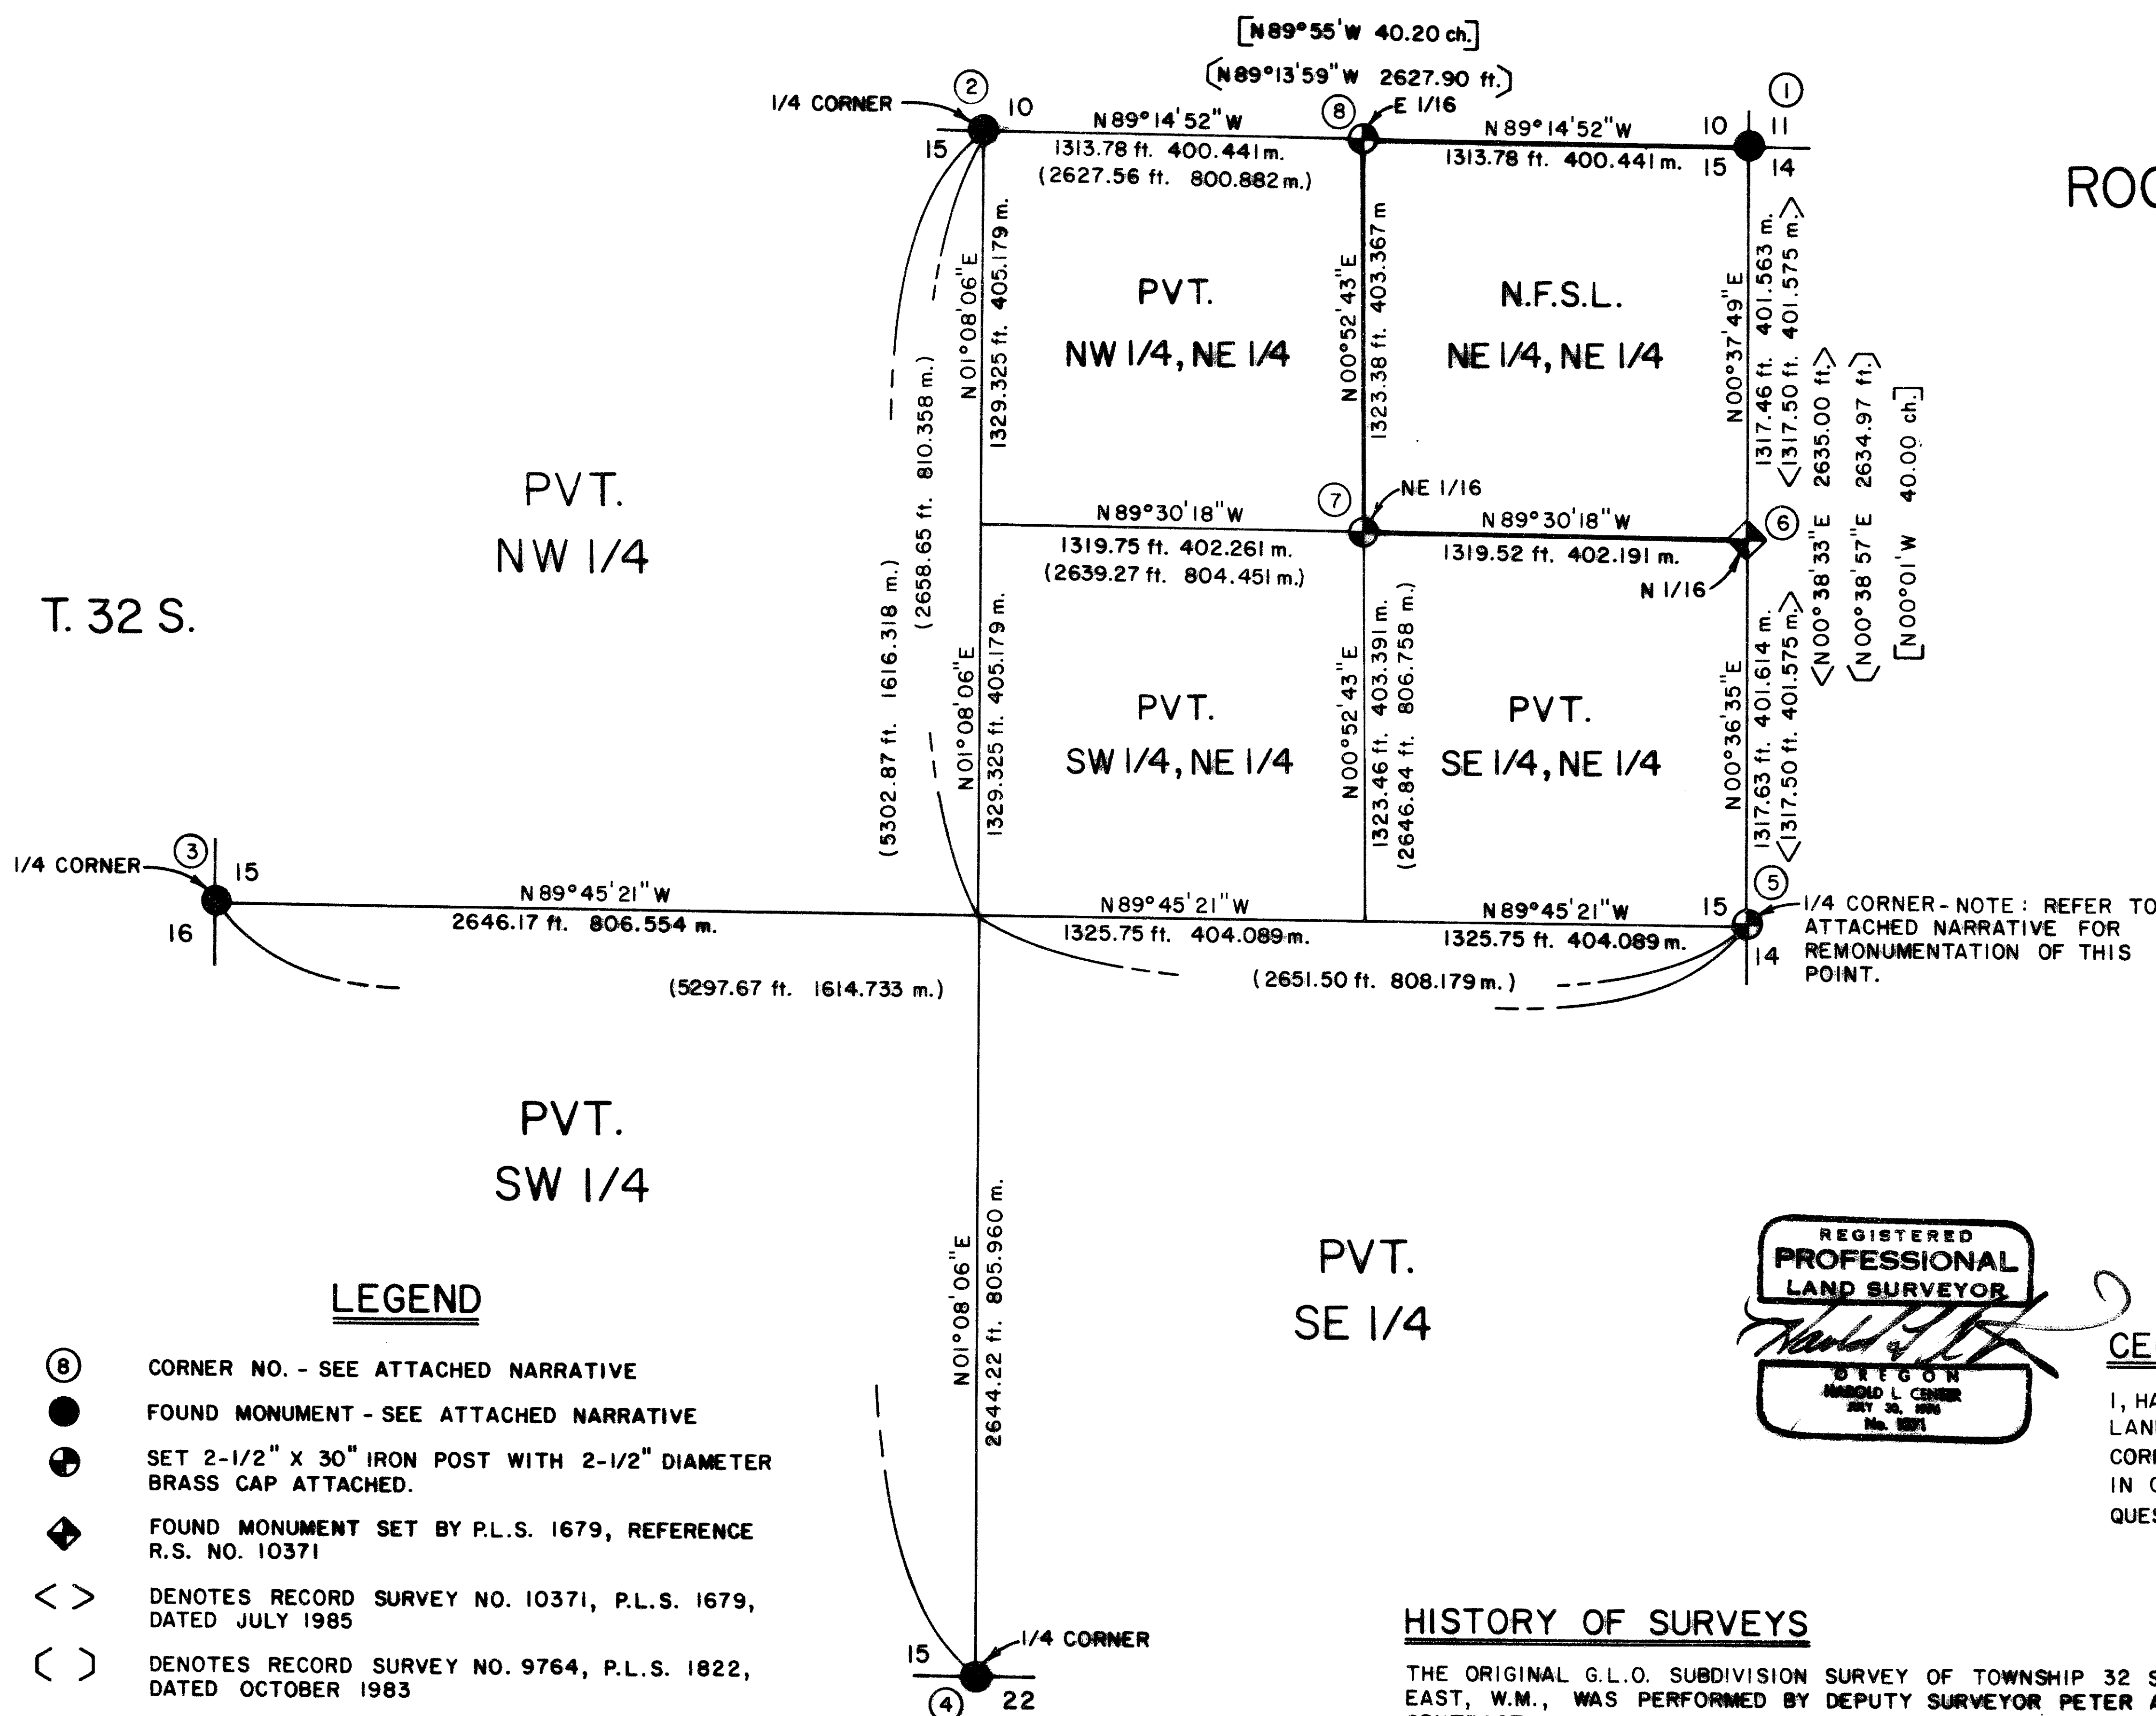 [N89°55'W 40.20 ch.]
(N89°13'59"W 2627.90 ft.)
1/4 CORNER
2
10
15
N89°14'52"W
1313.78 ft. 400.441 m.
(2627.56 ft. 800.882 m.)
8
E 1/16
N89°14'52"W
1313.78 ft. 400.441 m.
1
10 11
15 14
ROC
N01°08'06"E
1329.325 ft. 405.179 m.
PVT.
NW 1/4, NE 1/4
N00°52'43"E
1323.38 ft. 403.367 m
N.F.S.L.
NE 1/4, NE 1/4
N00°37'49"E
1317.46 ft. 401.563 m.
<1317.50 ft. 401.575 m.>
<N00°38'33"E 2635.00 ft.>
(N00°38'57"E 2634.97 ft.)
[N00°01'W 40.00 ch.]
(5302.87 ft. 1616.318 m.)
(2658.65 ft. 810.358 m.)
PVT.
NW 1/4
T. 32 S.
N89°30'18"W
1319.75 ft. 402.261 m.
(2639.27 ft. 804.451 m.)
7
NE 1/16
N89°30'18"W
1319.52 ft. 402.191 m.
6
N 1/16
N01°08'06"E
1329.325 ft. 405.179 m.
PVT.
SW 1/4, NE 1/4
N00°52'43"E
1323.46 ft. 403.391 m.
(2646.84 ft. 806.758 m.)
PVT.
SE 1/4, NE 1/4
N00°36'35"E
1317.63 ft. 401.614 m.
<1317.50 ft. 401.575 m.>
3
1/4 CORNER
15
16
N89°45'21"W
2646.17 ft. 806.554 m.
(5297.67 ft. 1614.733 m.)
N89°45'21"W
1325.75 ft. 404.089 m.
N89°45'21"W
1325.75 ft. 404.089 m.
(2651.50 ft. 808.179 m.)
5
15
14
1/4 CORNER-NOTE: REFER TO
ATTACHED NARRATIVE FOR
REMONUMENTATION OF THIS
POINT.
PVT.
SW 1/4
N01°08'06"E
2644.22 ft. 805.960 m.
PVT.
SE 1/4
15
22
4
1/4 CORNER
REGISTERED
PROFESSIONAL
LAND SURVEYOR
OREGON
HAROLD L. CENTER
JULY 30, 1976
CE
I, HA
LAN
COR
IN C
QUES
LEGEND
8 CORNER NO. - SEE ATTACHED NARRATIVE
FOUND MONUMENT - SEE ATTACHED NARRATIVE
SET 2-1/2" X 30" IRON POST WITH 2-1/2" DIAMETER
BRASS CAP ATTACHED.
FOUND MONUMENT SET BY P.L.S. 1679, REFERENCE
R.S. NO. 10371
< > DENOTES RECORD SURVEY NO. 10371, P.L.S. 1679,
DATED JULY 1985
( ) DENOTES RECORD SURVEY NO. 9764, P.L.S. 1822,
DATED OCTOBER 1983
HISTORY OF SURVEYS
THE ORIGINAL G.L.O. SUBDIVISION SURVEY OF TOWNSHIP 32 S
EAST, W.M., WAS PERFORMED BY DEPUTY SURVEYOR PETER A